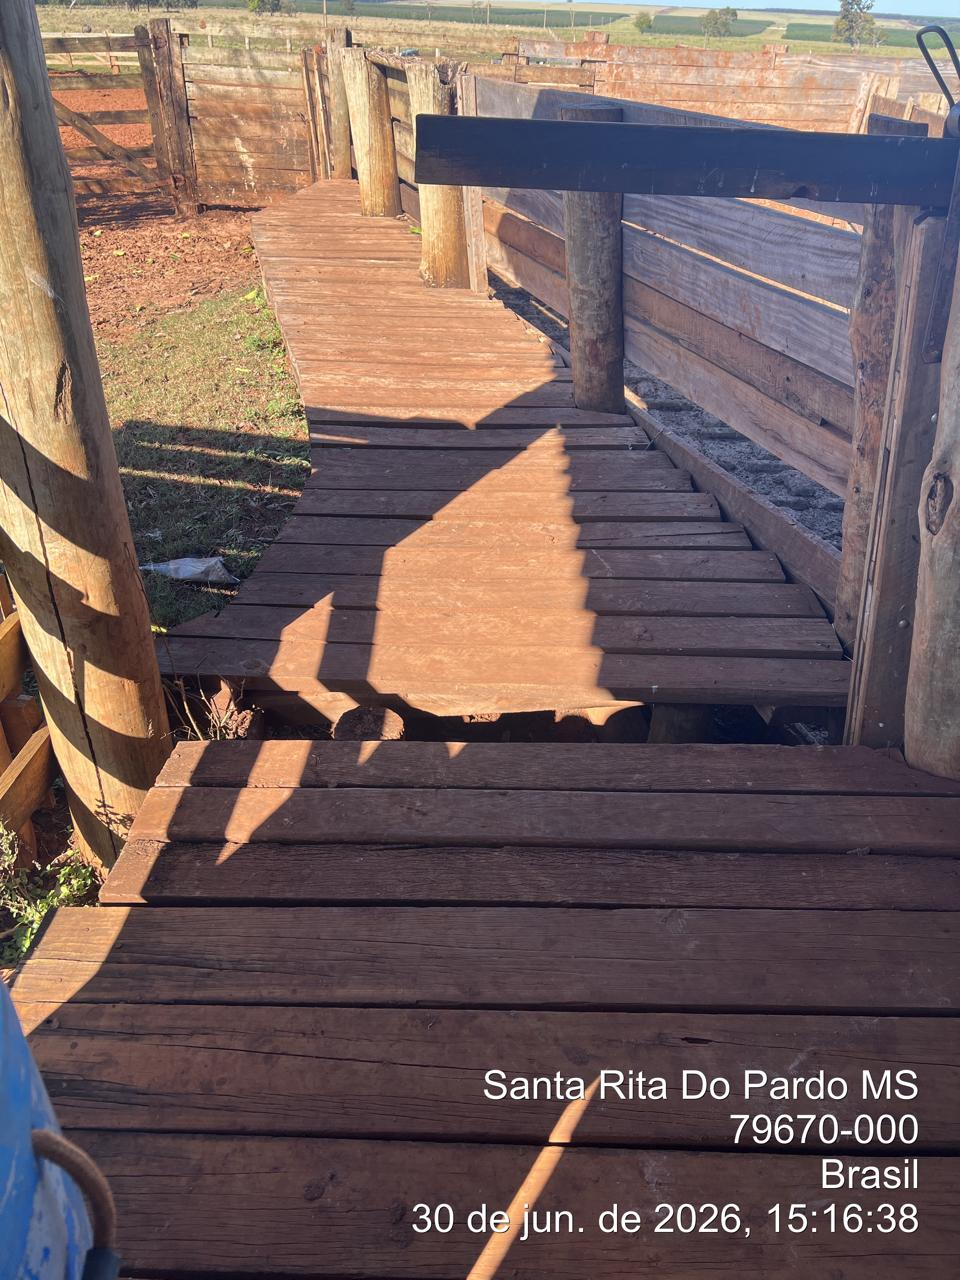 Santa Rita Do Pardo MS
79670-000
Brasil
30 de jun. de 2026, 15:16:38